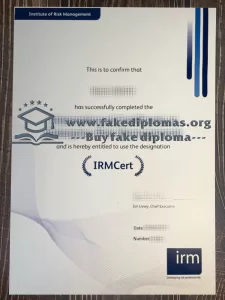 Institute of Risk Management
This is to confirm that
has successfully completed the
www.fakediplomas.org
---Buy fake diploma---
and is hereby entitled to use the designation
IRMCert
Chief Executive
Date
Number
irm